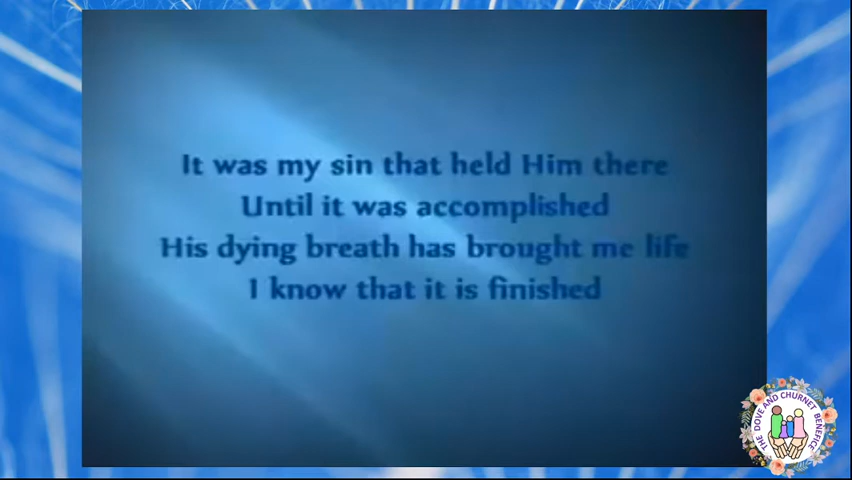 It was my sin that held Him there
Until it was accomplished
His dying breath has brought me life
I know that it is finished
THE DOVE AND CHURNET BENEFICE